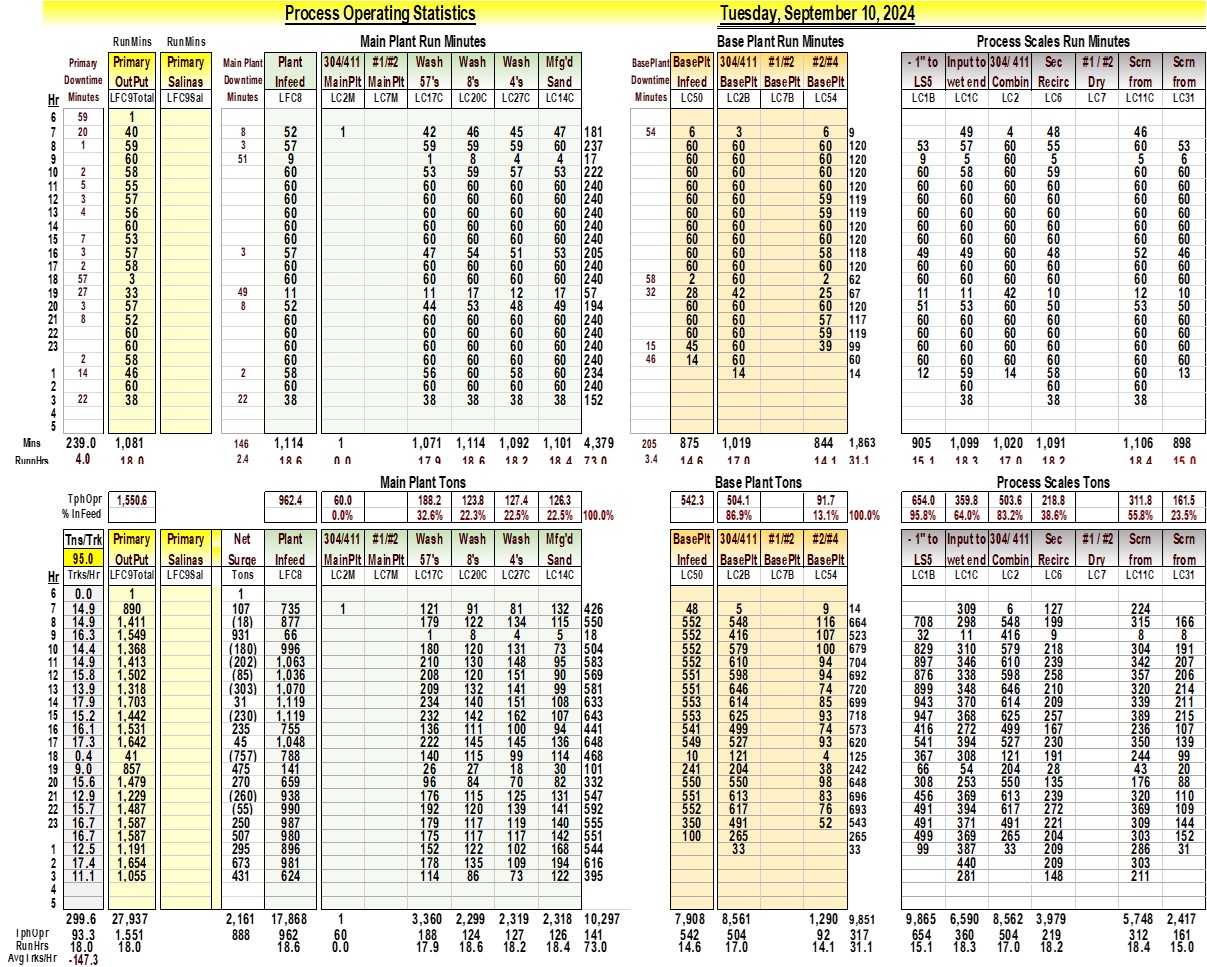 Process Operating Statistics Tuesday, September 10, 2024
RunMins RunMins Main Plant Run Minutes Base Plant Run Minutes Process Scales Run Minutes
Primary Primary Primary Main Plant Plant 304/411 #1/#2 Wash Wash Wash Mfg'd BasePlant BasePlt 304/411 #1/#2 #2/#4 - 1" to Input to 304/ 411 Sec #1 / #2 Scrn Scrn
Downtime OutPut Salinas Downtime Infeed MainPlt MainPlt 57's 8's 4's Sand Downtime Infeed BasePlt BasePlt BasePlt LS5 wet end Combin Recirc Dry from from
Hr Minutes LFC9Total LFC9Sal Minutes LFC8 LC2M LC7M LC17C LC20C LC27C LC14C Minutes LC50 LC2B LC7B LC54 LC1B LC1C LC2 LC6 LC7 LC11C LC31
6 59 1
7 20 40 8 52 1 42 46 45 47 181 54 6 3 6 9 49 4 48 46
8 1 59 3 57 59 59 59 60 237 60 60 60 120 53 57 60 55 60 53
9 60 51 9 1 8 4 4 17 60 60 60 120 9 5 60 5 5 6
10 2 58 60 53 59 57 53 222 60 60 60 120 60 58 60 59 60 60
11 5 55 60 60 60 60 60 240 60 60 60 120 60 60 60 60 60 60
12 3 57 60 60 60 60 60 240 60 60 59 119 60 60 60 60 60 60
13 4 56 60 60 60 60 60 240 60 60 59 119 60 60 60 60 60 60
14 60 60 60 60 60 60 240 60 60 60 120 60 60 60 60 60 60
15 7 53 60 60 60 60 60 240 60 60 60 120 60 60 60 60 60 60
16 3 57 3 57 47 54 51 53 205 60 60 58 118 49 49 60 48 52 46
17 2 58 60 60 60 60 60 240 60 60 60 120 60 60 60 60 60 60
18 57 3 60 60 60 60 60 240 58 2 60 2 62 60 60 60 60 60 60
19 27 33 49 11 11 17 12 17 57 32 28 42 25 67 11 11 42 10 12 10
20 3 57 8 52 44 53 48 49 194 60 60 60 120 51 53 60 50 53 50
21 8 52 60 60 60 60 60 240 60 60 57 117 60 60 60 60 60 60
22 60 60 60 60 60 60 240 60 60 59 119 60 60 60 60 60 60
23 60 60 60 60 60 60 240 15 45 60 39 99 60 60 60 60 60 60
2 58 60 60 60 60 60 240 46 14 60 60 60 60 60 60 60 60
1 14 46 2 58 56 60 58 60 234 14 14 12 59 14 58 60 13
2 60 60 60 60 60 60 240 60 60 60
3 22 38 22 38 38 38 38 38 152 38 38 38
4
5
Mins 239.0 1,081 146 1,114 1 1,071 1,114 1,092 1,101 4,379 205 875 1,019 844 1,863 905 1,099 1,020 1,091 1,106 898
RunnHrs 4.0 18.0 2.4 18.6 0.0 17.9 18.6 18.2 18.4 73.0 3.4 14.6 17.0 14.1 31.1 15.1 18.3 17.0 18.2 18.4 15.0
Main Plant Tons Base Plant Tons Process Scales Tons
TphOpr 1,550.6 962.4 60.0 188.2 123.8 127.4 126.3 542.3 504.1 91.7 654.0 359.8 503.6 218.8 311.8 161.5
% InFeed 0.0% 32.6% 22.3% 22.5% 22.5% 100.0% 86.9% 13.1% 100.0% 95.8% 64.0% 83.2% 38.6% 55.8% 23.5%
Tns/Trk Primary Primary Net Plant 304/411 #1/#2 Wash Wash Wash Mfg'd BasePlt 304/411 #1/#2 #2/#4 - 1" to Input to 304/ 411 Sec #1 / #2 Scrn Scrn
95.0 OutPut Salinas Surge Infeed MainPlt MainPlt 57's 8's 4's Sand Infeed BasePlt BasePlt BasePlt LS5 wet end Combin Recirc Dry from from
Hr Trks/Hr LFC9Total LFC9Sal Tons LFC8 LC2M LC7M LC17C LC20C LC27C LC14C LC50 LC2B LC7B LC54 LC1B LC1C LC2 LC6 LC7 LC11C LC31
6 0.0 1 1
7 14.9 890 107 735 1 121 91 81 132 426 48 5 9 14 309 6 127 224
8 14.9 1,411 (18) 877 179 122 134 115 550 552 548 116 664 708 298 548 199 315 166
9 16.3 1,549 931 66 1 8 4 5 18 552 416 107 523 32 11 416 9 8 8
10 14.4 1,368 (180) 996 180 120 131 73 504 552 579 100 679 829 310 579 218 304 191
11 14.9 1,413 (202) 1,063 210 130 148 95 583 552 610 94 704 897 346 610 239 342 207
12 15.8 1,502 (85) 1,036 208 120 151 90 569 551 598 94 692 876 338 598 258 357 206
13 13.9 1,318 (303) 1,070 209 132 141 99 581 551 646 74 720 899 348 646 210 320 214
14 17.9 1,703 31 1,119 234 140 151 108 633 553 614 85 699 943 370 614 209 339 211
15 15.2 1,442 (230) 1,119 232 142 162 107 643 553 625 93 718 947 368 625 257 389 215
16 16.1 1,531 235 755 136 111 100 94 441 541 499 74 573 416 272 499 167 236 107
17 17.3 1,642 45 1,048 222 145 145 136 648 549 527 93 620 541 394 527 230 350 139
18 0.4 41 (757) 788 140 115 99 114 468 10 121 4 125 367 308 121 191 244 99
19 9.0 857 475 141 26 27 18 30 101 241 204 38 242 66 54 204 28 43 20
20 15.6 1,479 270 659 96 84 70 82 332 550 550 98 648 308 253 550 135 176 88
21 12.9 1,229 (260) 938 176 115 125 131 547 551 613 83 696 456 369 613 239 320 110
22 15.7 1,487 (55) 990 192 120 139 141 592 552 617 76 693 491 394 617 272 369 109
23 16.7 1,587 250 987 179 117 119 140 555 350 491 52 543 491 371 491 221 309 144
16.7 1,587 507 980 175 117 117 142 551 100 265 265 499 369 265 204 303 152
1 12.5 1,191 295 896 152 122 102 168 544 33 33 99 387 33 209 286 31
2 17.4 1,654 673 981 178 135 109 194 616 440 209 303
3 11.1 1,055 431 624 114 86 73 122 395 281 148 211
4
5
299.6 27,937 2,161 17,868 1 3,360 2,299 2,319 2,318 10,297 7,908 8,561 1,290 9,851 9,865 6,590 8,562 3,979 5,748 2,417
TphOpr 93.3 1,551 888 962 60 188 124 127 126 141 542 504 92 317 654 360 504 219 312 161
RunHrs 18.0 18.0 18.6 0.0 17.9 18.6 18.2 18.4 73.0 14.6 17.0 14.1 31.1 15.1 18.3 17.0 18.2 18.4 15.0
AvgTrks/Hr -147.3